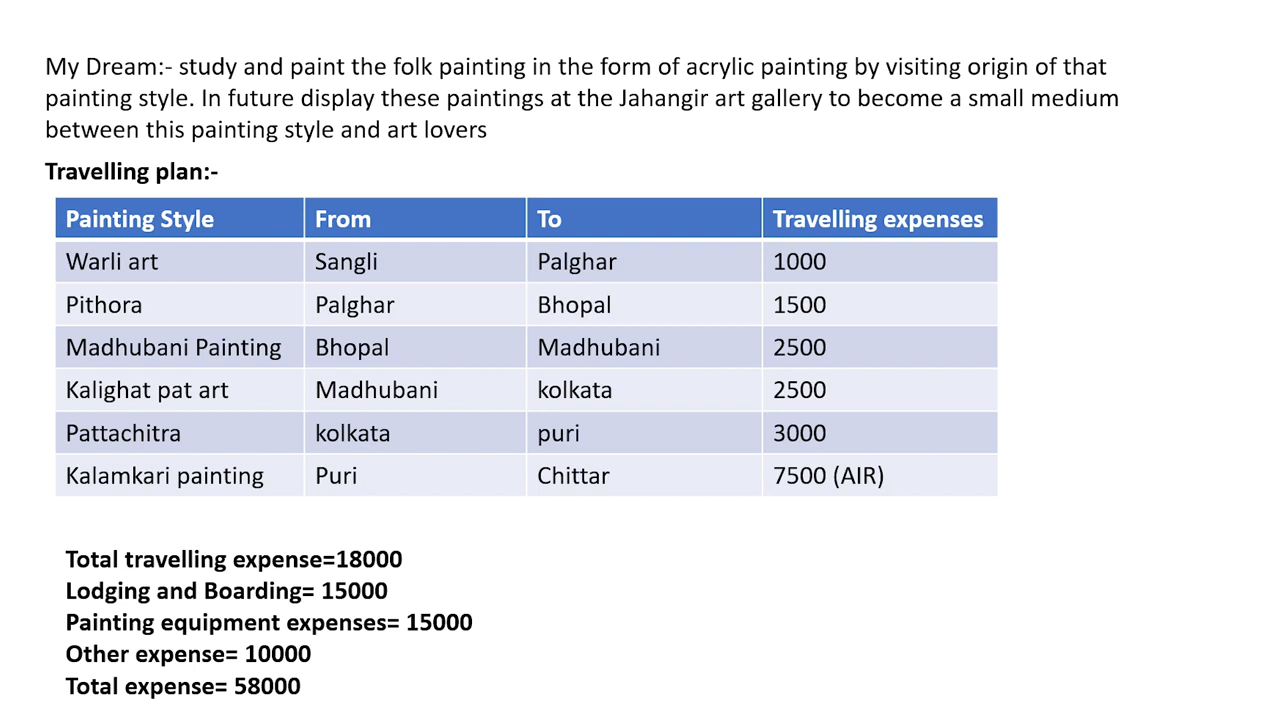 My Dream:- study and paint the folk painting in the form of acrylic painting by visiting origin of that
painting style. In future display these paintings at the Jahangir art gallery to become a small medium
between this painting style and art lovers
Travelling plan:-
Painting Style From To Travelling expenses
Warli art Sangli Palghar 1000
Pithora Palghar Bhopal 1500
Madhubani Painting Bhopal Madhubani 2500
Kalighat pat art Madhubani kolkata 2500
Pattachitra kolkata puri 3000
Kalamkari painting Puri Chittar 7500 (AIR)
Total travelling expense=18000
Lodging and Boarding= 15000
Painting equipment expenses= 15000
Other expense= 10000
Total expense= 58000